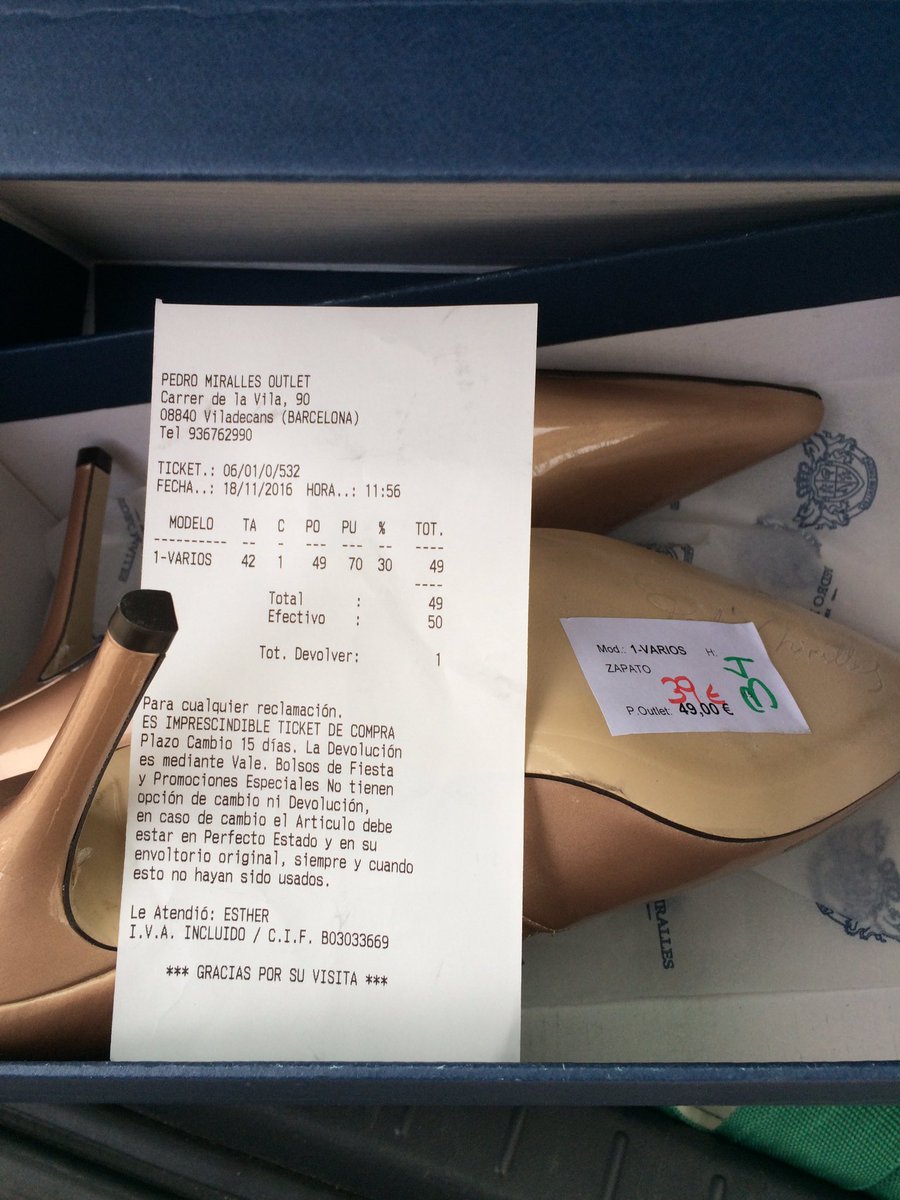 PEDRO MIRALLES OUTLET
Carrer de la Vila, 90
08840 Viladecans (BARCELONA)
Tel 936762990
TICKET.: 06/01/0/532
FECHA..: 18/11/2016 HORA..: 11:56
MODELO TA C PO PU % TOT.
---------- -- - --- --- -- ----
1-VARIOS 42 1 49 70 30 49
----
Total : 49
Efectivo : 50
Tot. Devolver: 1
Para cualquier reclamación.
ES IMPRESCINDIBLE TICKET DE COMPRA
Plazo Cambio 15 días. La Devolución
es mediante Vale. Bolsos de Fiesta
y Promociones Especiales No tienen
opción de cambio ni Devolución,
en caso de cambio el Articulo debe
estar en Perfecto Estado y en su
envoltorio original, siempre y cuando
esto no hayan sido usados.
Le Atendió: ESTHER
I.V.A. INCLUIDO / C.I.F. B03033669
*** GRACIAS POR SU VISITA ***
Mod.: 1-VARIOS H:
ZAPATO
39 €
P.Outlet: 49,00 €
Miralles
MIRALLES